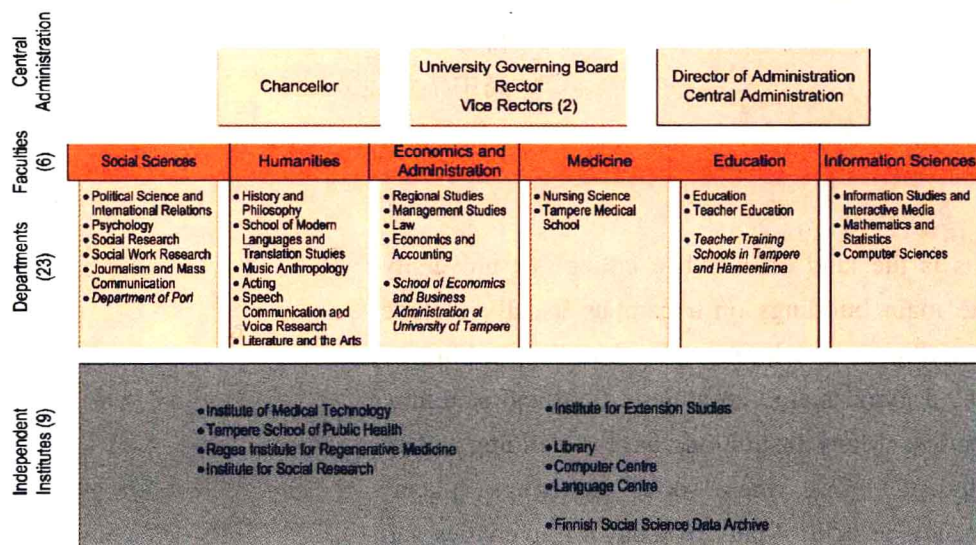 Central
Administration
Chancellor
University Governing Board
Rector
Vice Rectors (2)
Director of Administration
Central Administration
Faculties
(6)
Social Sciences
Humanities
Economics and
Administration
Medicine
Education
Information Sciences
Departments
(23)
• Political Science and
International Relations
• Psychology
• Social Research
• Social Work Research
• Journalism and Mass
Communication
• Department of Pori
• History and
Philosophy
• School of Modern
Languages and
Translation Studies
• Music Anthropology
• Acting
• Speech
Communication and
Voice Research
• Literature and the Arts
• Regional Studies
• Management Studies
• Law
• Economics and
Accounting
• School of Economics
and Business
Administration at
University of Tampere
• Nursing Science
• Tampere Medical
School
• Education
• Teacher Education
• Teacher Training
Schools in Tampere
and Hämeenlinna
• Information Studies and
Interactive Media
• Mathematics and
Statistics
• Computer Sciences
Independent
Institutes (9)
• Institute of Medical Technology
• Tampere School of Public Health
• Regea Institute for Regenerative Medicine
• Institute for Social Research
• Institute for Extension Studies
• Library
• Computer Centre
• Language Centre
• Finnish Social Science Data Archive